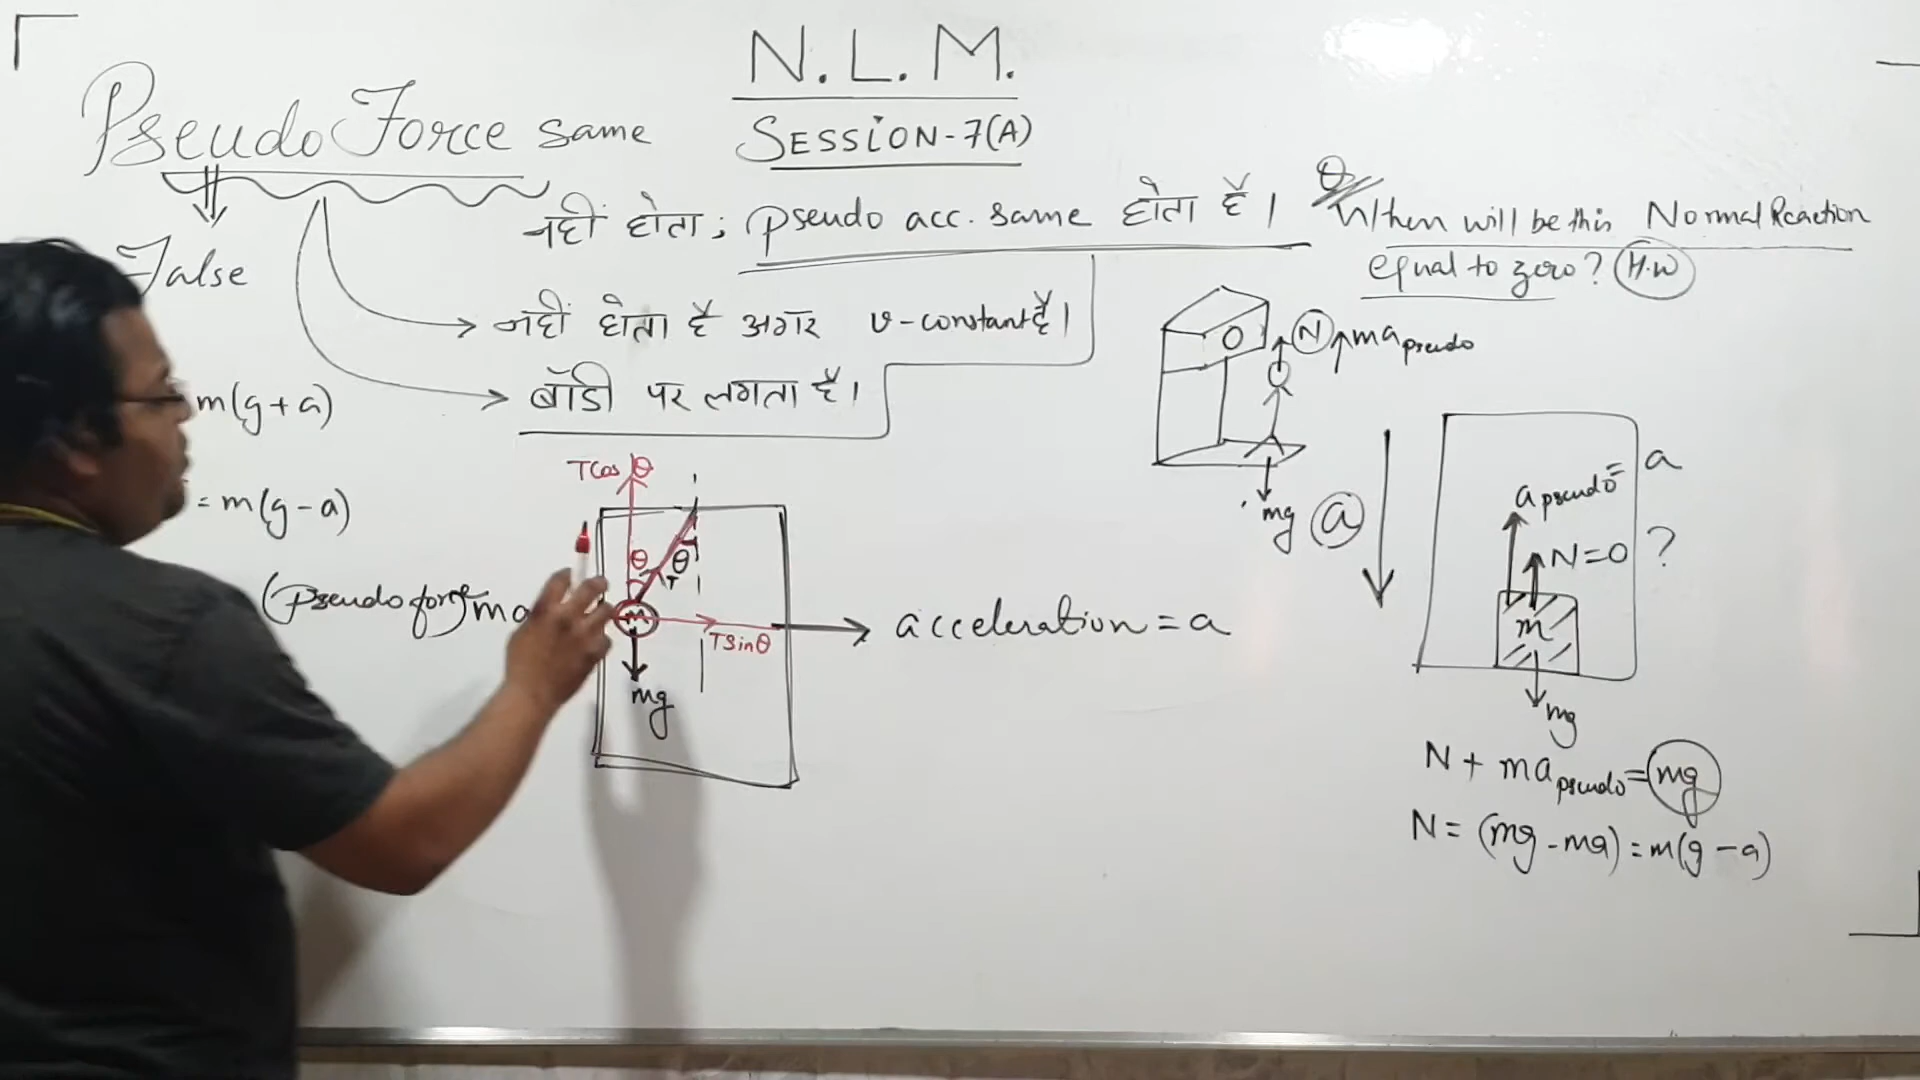 N. L. M.
SESSION-7(A)
Pseudo Force same
नहीं होता; pseudo acc. same होता है।
False
नहीं होता है अगर v-constant है।
बॉडी पर लगता है।
m(g+a)
= m(g-a)
(Pseudo force) ma
Tcosθ
θ
θ
T
m
Tsinθ
mg
acceleration = a
Q When will be this Normal Reaction
equal to zero? H.W
N
ma pseudo
mg
a
a pseudo = a
N=0 ?
m
mg
N + ma pseudo = mg
N = (mg - ma) = m(g-a)